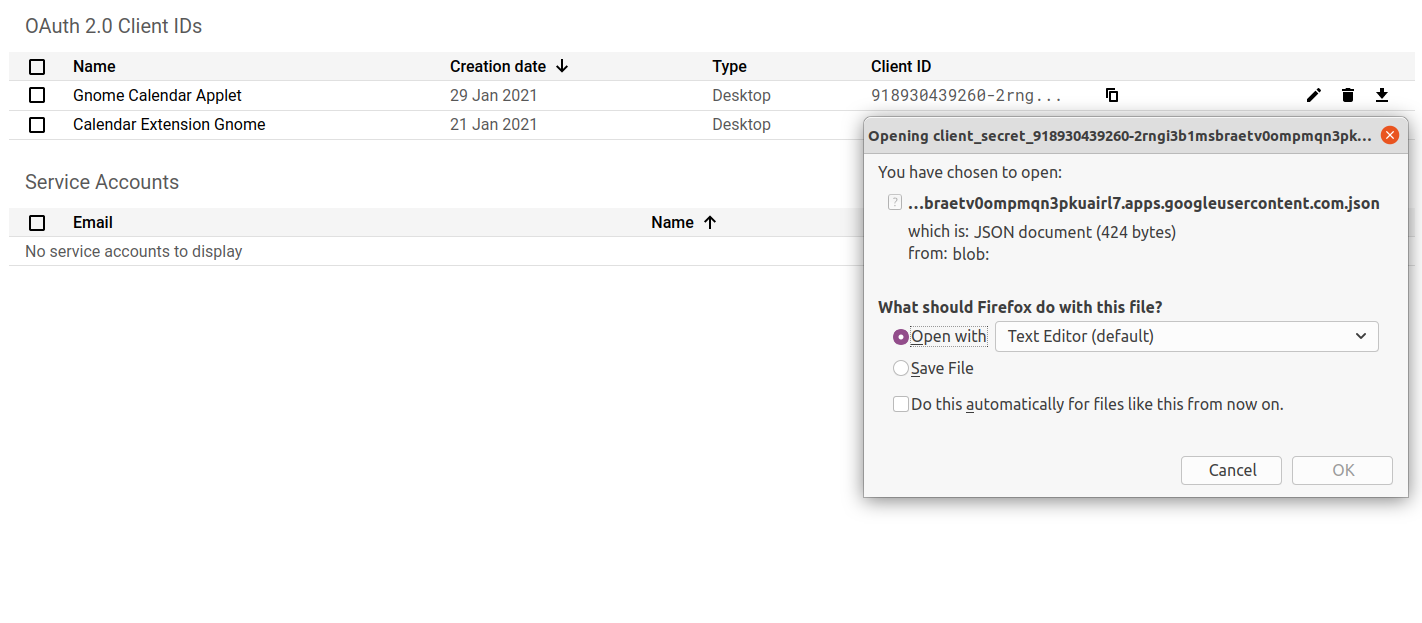 OAuth 2.0 Client IDs
Name Creation date Type Client ID
Gnome Calendar Applet 29 Jan 2021 Desktop 918930439260-2rng...
Calendar Extension Gnome 21 Jan 2021 Desktop
Opening client_secret_918930439260-2rngi3b1msbraetv0ompmqn3pk...
You have chosen to open:
...braetv0ompmqn3pkuairl7.apps.googleusercontent.com.json
which is: JSON document (424 bytes)
from: blob:
What should Firefox do with this file?
Open with Text Editor (default)
Save File
Do this automatically for files like this from now on.
Cancel OK
Service Accounts
Email Name
No service accounts to display